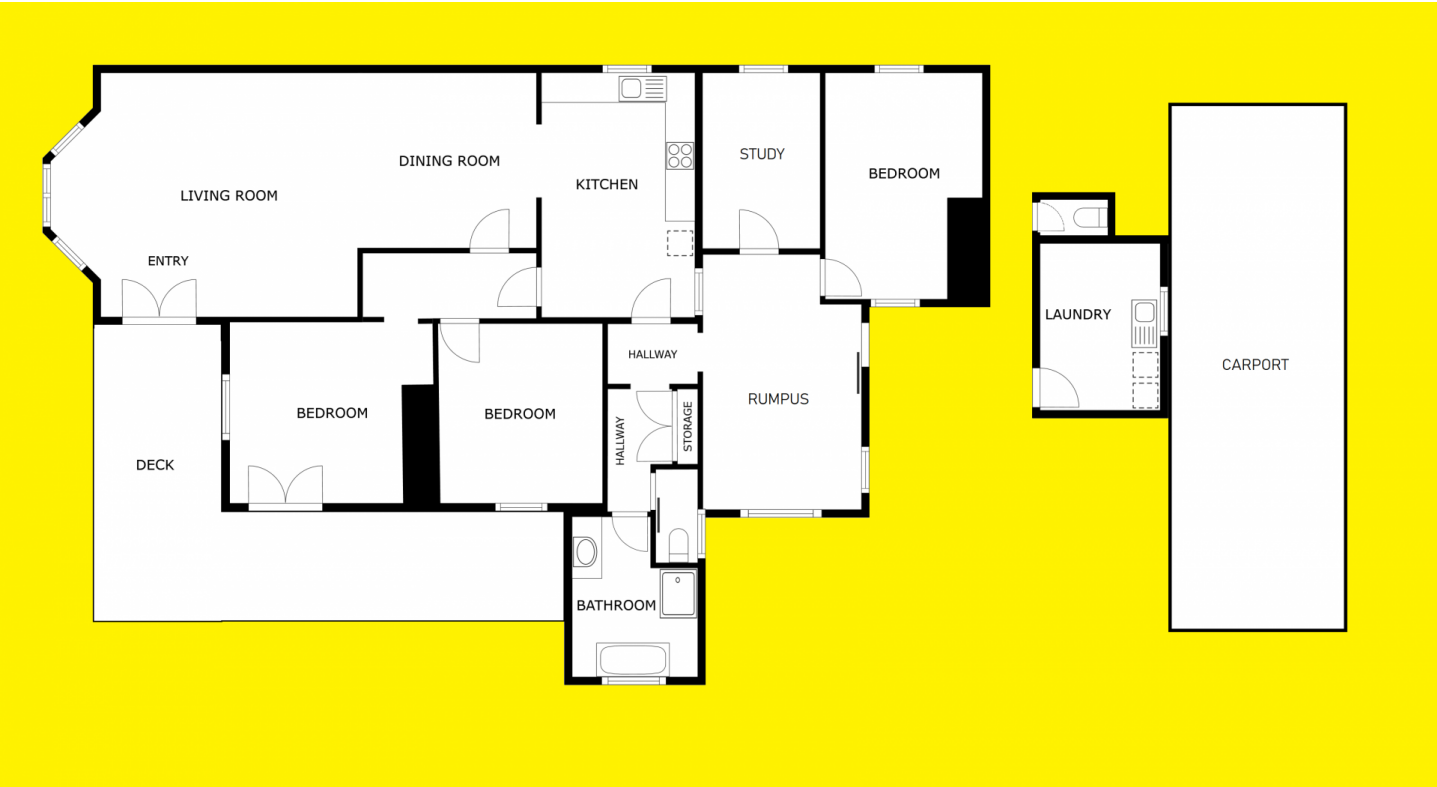 DINING ROOM
STUDY
KITCHEN
BEDROOM
LIVING ROOM
ENTRY
LAUNDRY
HALLWAY
CARPORT
RUMPUS
BEDROOM
BEDROOM
HALLWAY
STORAGE
DECK
BATHROOM